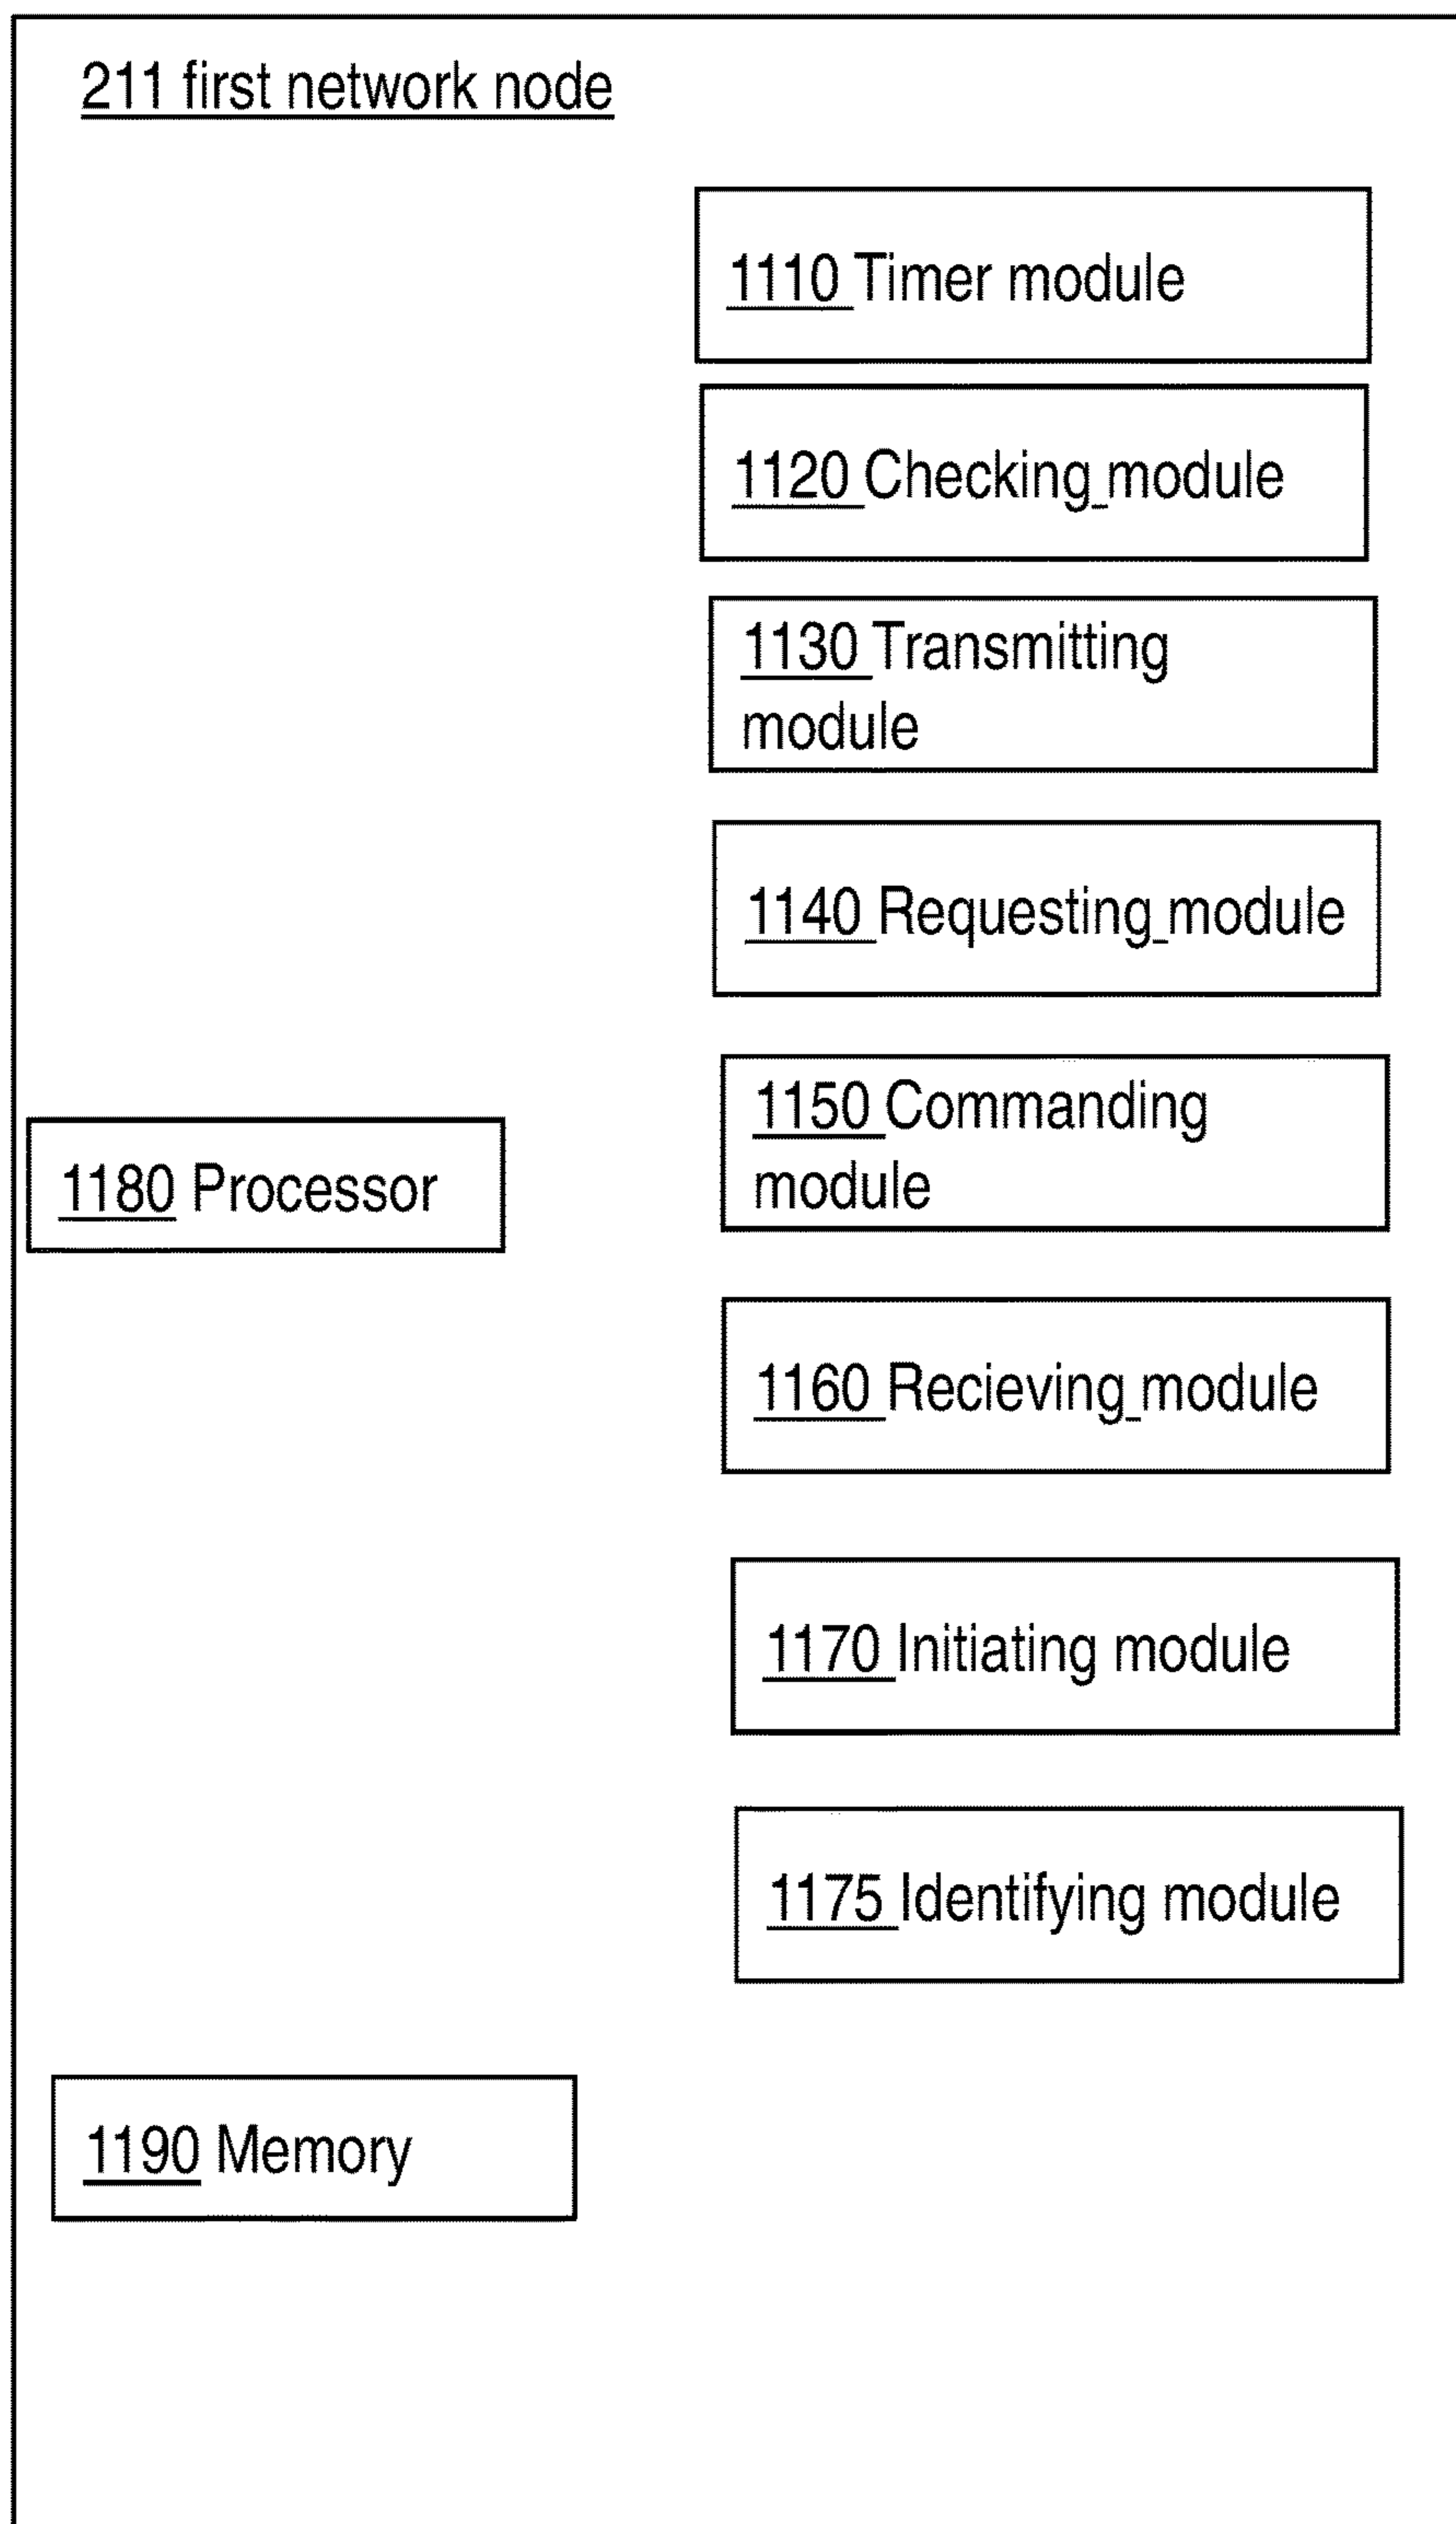 211 first network node
1110 Timer module
1120 Checking module
1130 Transmitting
module
1140 Requesting module
1150 Commanding
module
1180 Processor
1160 Recieving module
1170 Initiating module
1175 Identifying module
1190 Memory